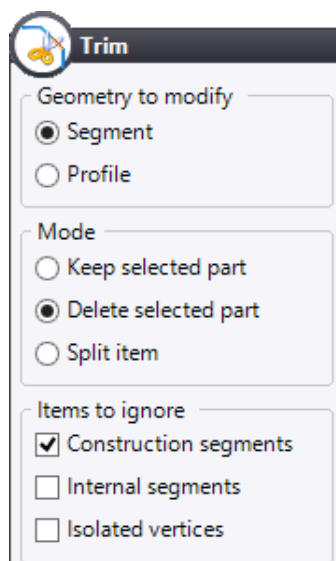 Trim
Geometry to modify
Segment
Profile
Mode
Keep selected part
Delete selected part
Split item
Items to ignore
Construction segments
Internal segments
Isolated vertices